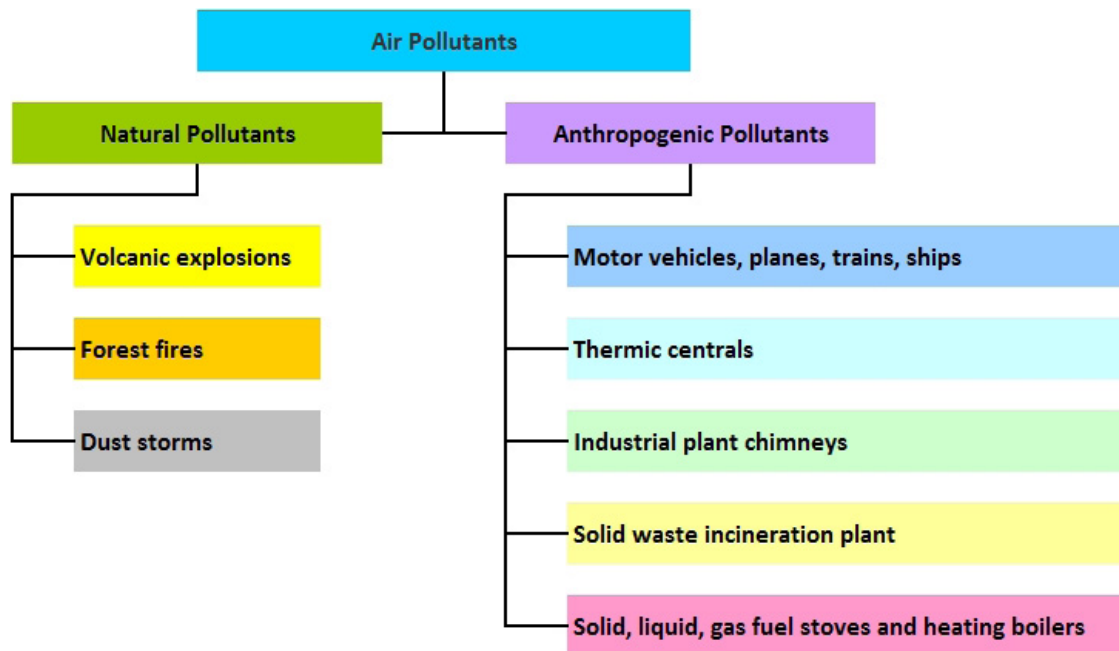 Air Pollutants
Natural Pollutants
Anthropogenic Pollutants
Volcanic explosions
Forest fires
Dust storms
Motor vehicles, planes, trains, ships
Thermic centrals
Industrial plant chimneys
Solid waste incineration plant
Solid, liquid, gas fuel stoves and heating boilers